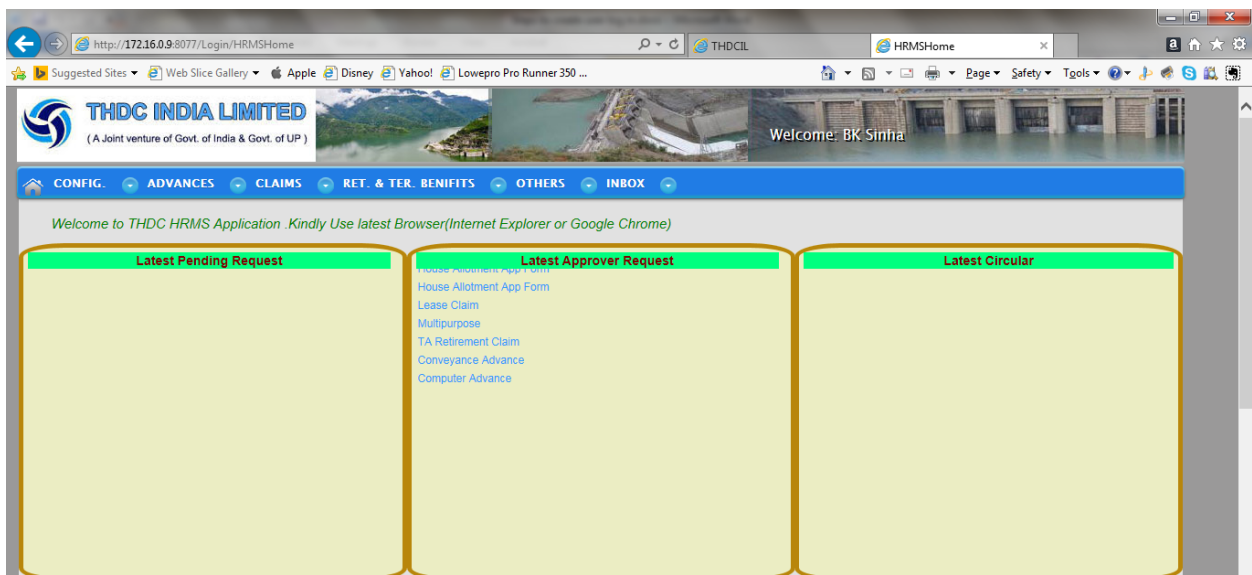 http://172.16.0.9:8077/Login/HRMSHome
THDCIL
HRMSHome
Suggested Sites
Web Slice Gallery
Apple
Disney
Yahoo!
Lowepro Pro Runner 350 ...
Page
Safety
Tools
THDC INDIA LIMITED
( A Joint venture of Govt. of India & Govt. of UP )
Welcome: BK Sinha
CONFIG. ADVANCES CLAIMS RET. & TER. BENIFITS OTHERS INBOX
Welcome to THDC HRMS Application .Kindly Use latest Browser(Internet Explorer or Google Chrome)
Latest Pending Request
Latest Approver Request
House Allotment App Form
House Allotment App Form
Lease Claim
Multipurpose
TA Retirement Claim
Conveyance Advance
Computer Advance
Latest Circular